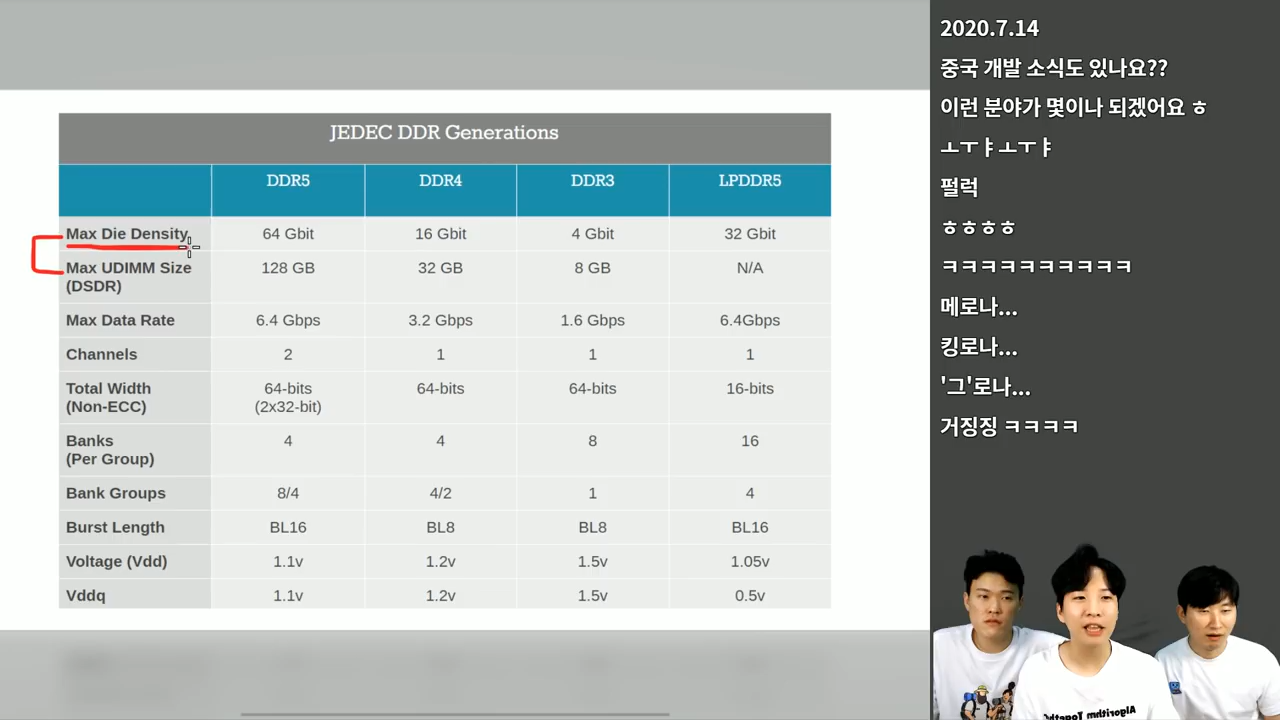 JEDEC DDR Generations
DDR5 DDR4 DDR3 LPDDR5
Max Die Density 64 Gbit 16 Gbit 4 Gbit 32 Gbit
Max UDIMM Size 128 GB 32 GB 8 GB N/A
(DSDR)
Max Data Rate 6.4 Gbps 3.2 Gbps 1.6 Gbps 6.4Gbps
Channels 2 1 1 1
Total Width 64-bits 64-bits 64-bits 16-bits
(Non-ECC) (2x32-bit)
Banks 4 4 8 16
(Per Group)
Bank Groups 8/4 4/2 1 4
Burst Length BL16 BL8 BL8 BL16
Voltage (Vdd) 1.1v 1.2v 1.5v 1.05v
Vddq 1.1v 1.2v 1.5v 0.5v
2020.7.14
중국 개발 소식도 있나요??
이런 분야가 몇이나 되겠어요 ㅎ
ㅗㅜㅑㅗㅜㅑ
펄럭
ㅎㅎㅎㅎ
ㅋㅋㅋㅋㅋㅋㅋㅋㅋㅋ
메로나...
킹로나...
'그'로나...
거징징 ㅋㅋㅋㅋ